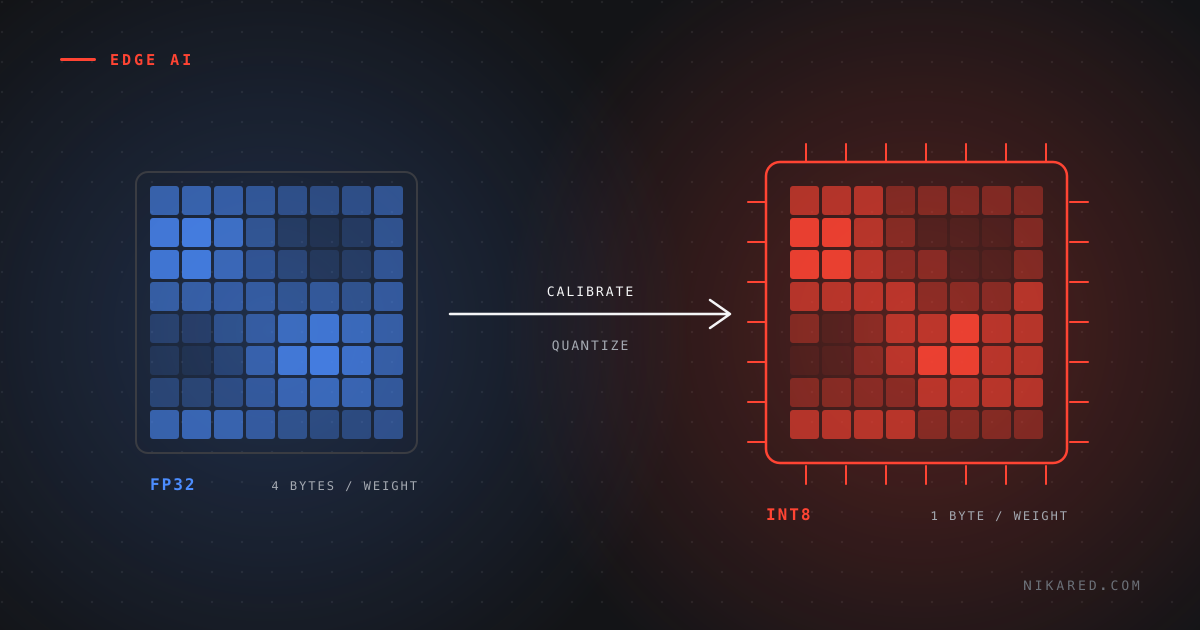 EDGE AI
CALIBRATE
QUANTIZE
FP32
4 BYTES / WEIGHT
INT8
1 BYTE / WEIGHT
NIKARED.COM